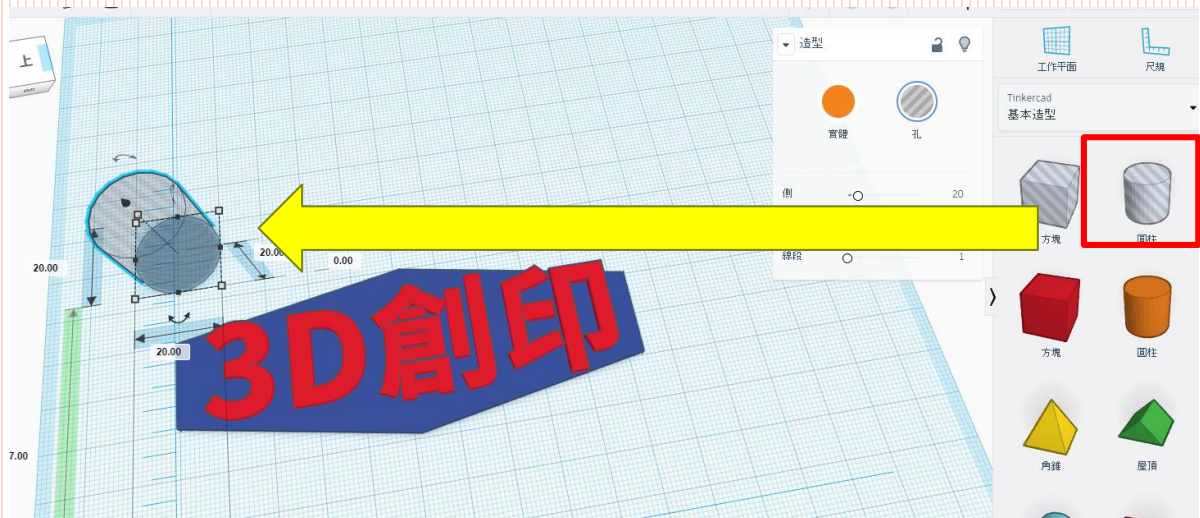 上
造型
實體
孔
側
20
線段
1
工作平面
尺規
Tinkercad
基本造型
方塊
圓柱
方塊
圓柱
角錐
屋頂
20.00
20.00
0.00
20.00
7.00
3D創印